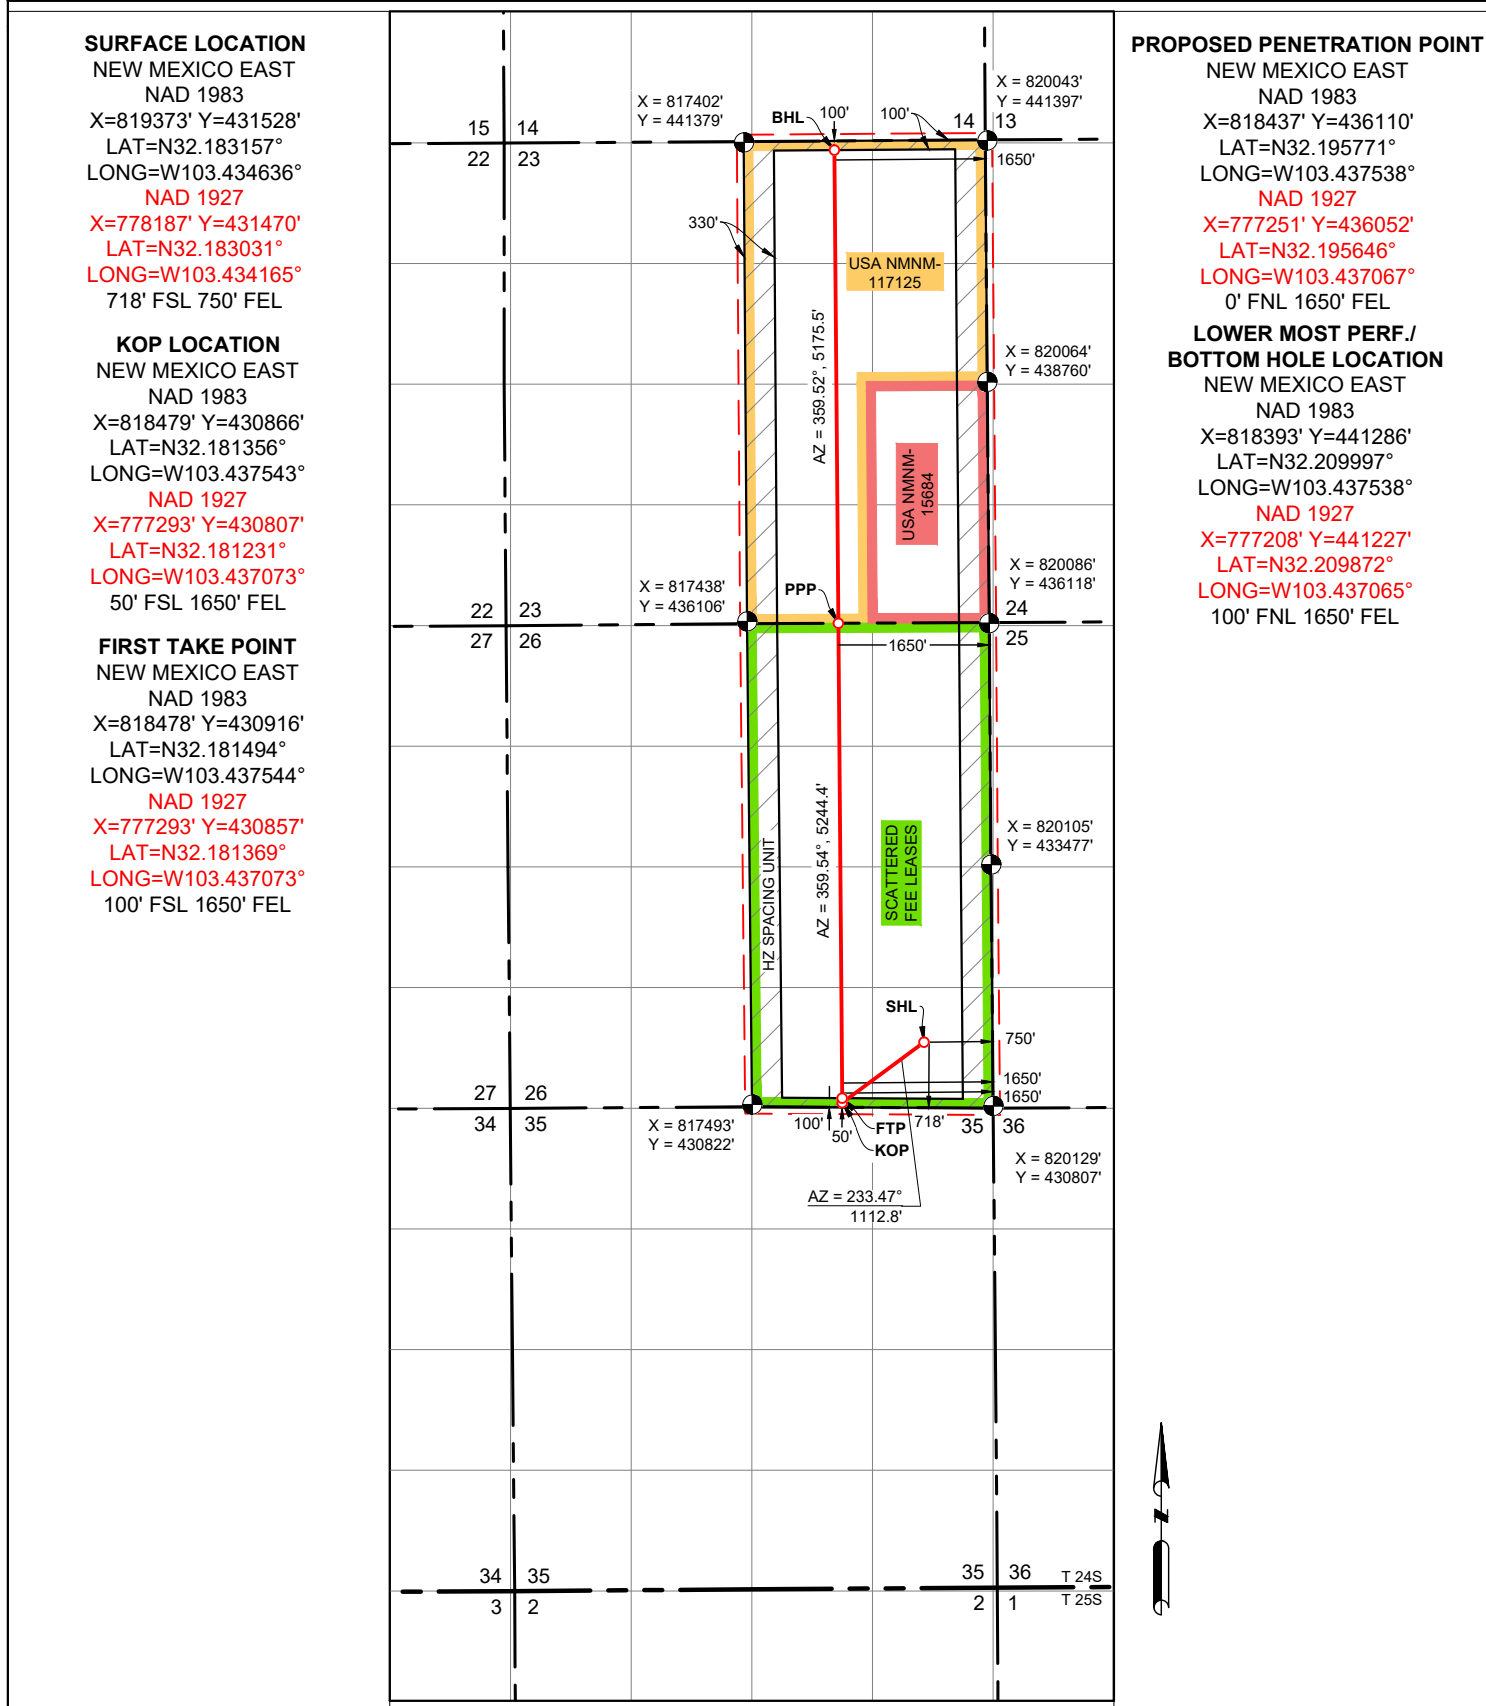 SURFACE LOCATION
NEW MEXICO EAST
NAD 1983
X=819373' Y=431528'
LAT=N32.183157°
LONG=W103.434636°
NAD 1927
X=778187' Y=431470'
LAT=N32.183031°
LONG=W103.434165°
718' FSL 750' FEL
KOP LOCATION
NEW MEXICO EAST
NAD 1983
X=818479' Y=430866'
LAT=N32.181356°
LONG=W103.437543°
NAD 1927
X=777293' Y=430807'
LAT=N32.181231°
LONG=W103.437073°
50' FSL 1650' FEL
FIRST TAKE POINT
NEW MEXICO EAST
NAD 1983
X=818478' Y=430916'
LAT=N32.181494°
LONG=W103.437544°
NAD 1927
X=777293' Y=430857'
LAT=N32.181369°
LONG=W103.437073°
100' FSL 1650' FEL
X = 817402'
Y = 441379'
BHL
100'
100'
X = 820043'
Y = 441397'
15 14
22 23
14 13
1650'
330'
USA NMNM-
117125
AZ = 359.52°, 5175.5'
X = 820064'
Y = 438760'
USA NMNM-
15684
X = 817438'
Y = 436106'
PPP
X = 820086'
Y = 436118'
22 23
27 26
24
25
1650'
X = 820105'
Y = 433477'
AZ = 359.54°, 5244.4'
HZ SPACING UNIT
SCATTERED
FEE LEASES
SHL
750'
1650'
1650'
27 26
34 35
100'
50'
FTP
KOP
718'
35 36
X = 817493'
Y = 430822'
X = 820129'
Y = 430807'
AZ = 233.47°
1112.8'
34 35
3 2
35 36
2 1
T 24S
T 25S
N
PROPOSED PENETRATION POINT
NEW MEXICO EAST
NAD 1983
X=818437' Y=436110'
LAT=N32.195771°
LONG=W103.437538°
NAD 1927
X=777251' Y=436052'
LAT=N32.195646°
LONG=W103.437067°
0' FNL 1650' FEL
LOWER MOST PERF./
BOTTOM HOLE LOCATION
NEW MEXICO EAST
NAD 1983
X=818393' Y=441286'
LAT=N32.209997°
LONG=W103.437538°
NAD 1927
X=777208' Y=441227'
LAT=N32.209872°
LONG=W103.437065°
100' FNL 1650' FEL